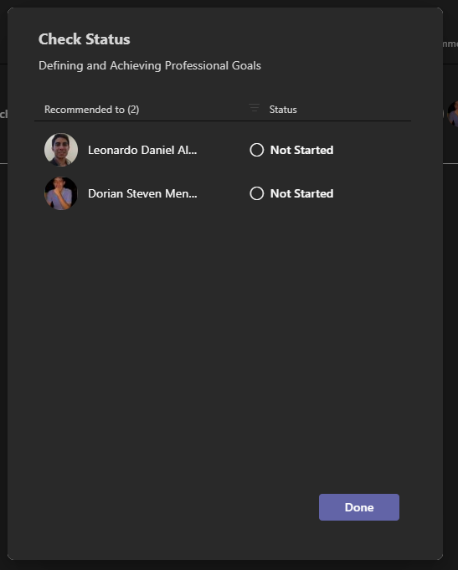 Check Status
Defining and Achieving Professional Goals
Recommended to (2) Status
Leonardo Daniel Al... Not Started
Dorian Steven Men... Not Started
Done